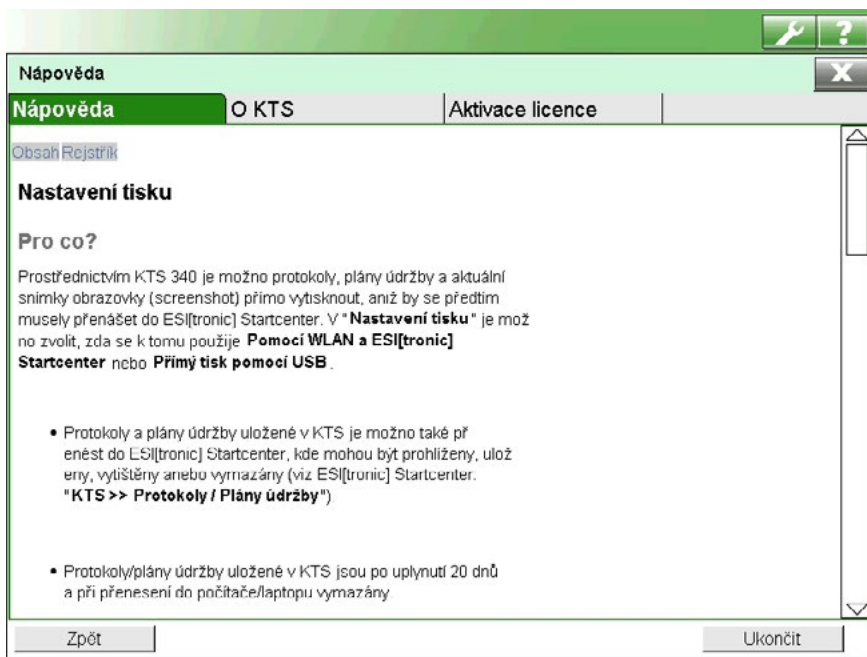 ?
Nápověda
X
Nápověda
O KTS
Aktivace licence
Obsah Rejstřík
Nastavení tisku
Pro co?
Prostřednictvím KTS 340 je možno protokoly, plány údržby a aktuální
snímky obrazovky (screenshot) přímo vytisknout, aniž by se předtím
musely přenášet do ESI[tronic] Startcenter. V "Nastavení tisku" je mož
no zvolit, zda se k tomu použije Pomocí WLAN a ESI[tronic]
Startcenter nebo Přímý tisk pomocí USB.
• Protokoly a plány údržby uložené v KTS je možno také př
enést do ESI[tronic] Startcenter, kde mohou být prohlíženy, ulož
eny, vytištěny anebo vymazány (viz ESI[tronic] Startcenter:
"KTS >> Protokoly / Plány údržby")
• Protokoly/plány údržby uložené v KTS jsou po uplynutí 20 dnů
a při přenesení do počítače/laptopu vymazány.
Zpět
Ukončit